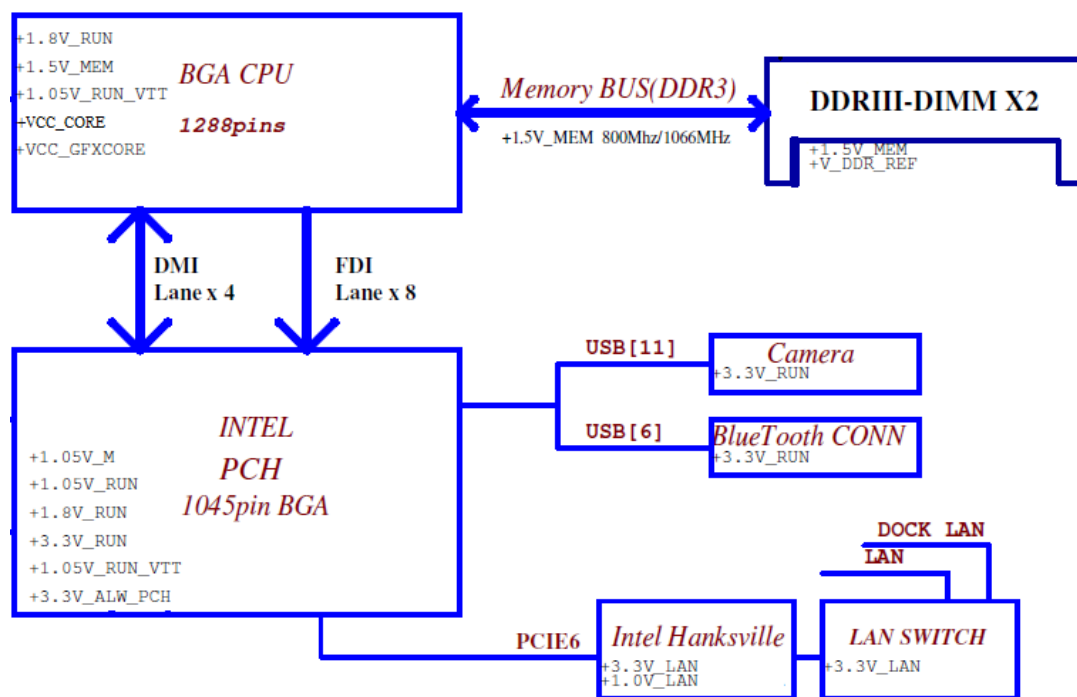 +1.8V_RUN
+1.5V_MEM
+1.05V_RUN_VTT
+VCC_CORE
+VCC_GFXCORE
BGA CPU
1288pins
Memory BUS(DDR3)
+1.5V_MEM 800Mhz/1066MHz
DDRIII-DIMM X2
+1.5V_MEM
+V_DDR_REF
DMI
Lane x 4
FDI
Lane x 8
USB[11]
Camera
+3.3V_RUN
USB[6]
BlueTooth CONN
+3.3V_RUN
INTEL
PCH
1045pin BGA
+1.05V_M
+1.05V_RUN
+1.8V_RUN
+3.3V_RUN
+1.05V_RUN_VTT
+3.3V_ALW_PCH
DOCK LAN
LAN
PCIE6
Intel Hanksville
+3.3V_LAN
+1.0V_LAN
LAN SWITCH
+3.3V_LAN